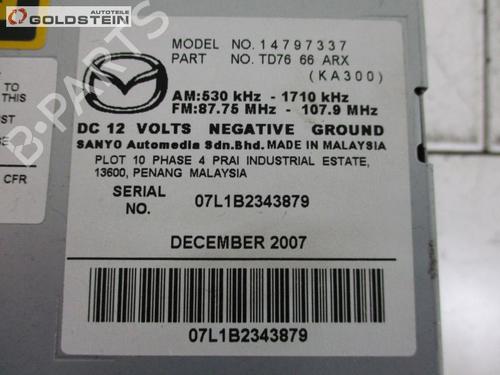 AUTOTEILE
GOLDSTEIN
MODEL NO. 14797337
PART NO. TD76 66 ARX
(KA300)
AM:530 kHz - 1710 kHz
FM:87.75 MHz - 107.9 MHz
DC 12 VOLTS NEGATIVE GROUND
SANYO Automedia Sdn.Bhd. MADE IN MALAYSIA
PLOT 10 PHASE 4 PRAI INDUSTRIAL ESTATE,
13600, PENANG MALAYSIA
SERIAL NO. 07L1B2343879
DECEMBER 2007
07L1B2343879
TO
THIS
UST
CFR
B-PARTS